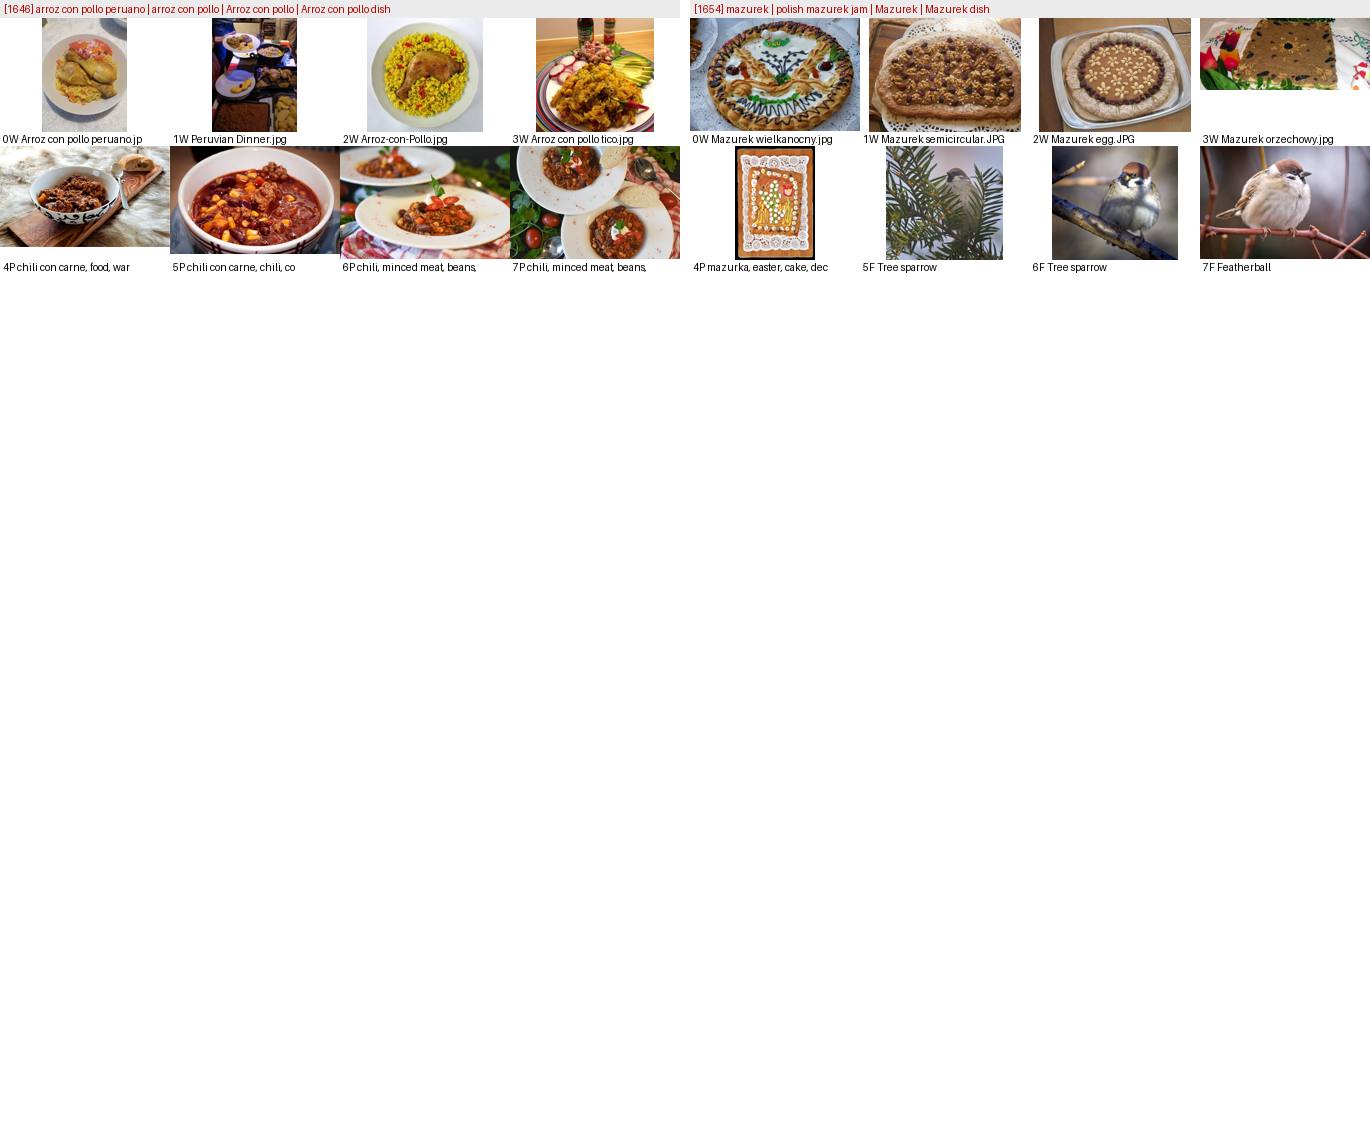 [1646] arroz con pollo peruano | arroz con pollo | Arroz con pollo | Arroz con pollo dish
0W Arroz con pollo peruano.jp
1W Peruvian Dinner.jpg
2W Arroz-con-Pollo.jpg
3W Arroz con pollo tico.jpg
4P chili con carne, food, war
5P chili con carne, chili, co
6P chili, minced meat, beans,
7P chili, minced meat, beans,
[1654] mazurek | polish mazurek jam | Mazurek | Mazurek dish
0W Mazurek wielkanocny.jpg
1W Mazurek semicircular.JPG
2W Mazurek egg.JPG
3W Mazurek orzechowy.jpg
4P mazurka, easter, cake, dec
5F Tree sparrow
6F Tree sparrow
7F Featherball